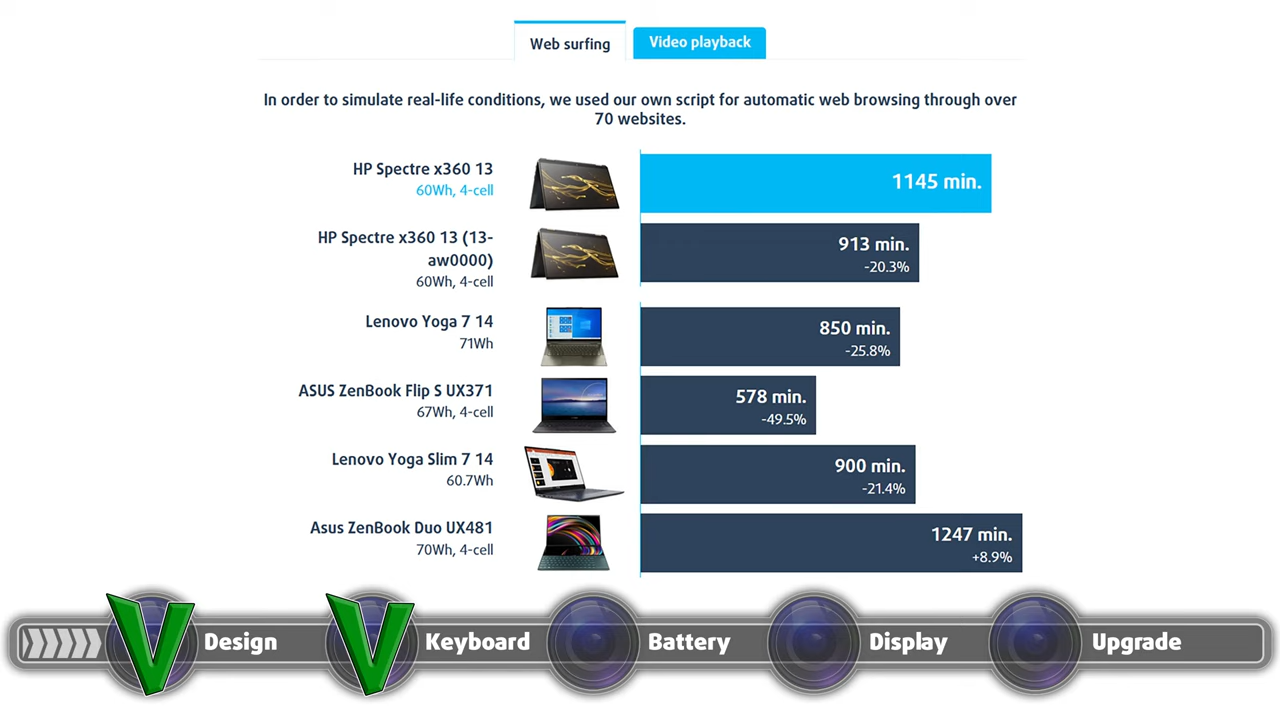 Web surfing
Video playback
In order to simulate real-life conditions, we used our own script for automatic web browsing through over
70 websites.
HP Spectre x360 13
60Wh, 4-cell
1145 min.
HP Spectre x360 13 (13-
aw0000)
60Wh, 4-cell
913 min.
-20.3%
Lenovo Yoga 7 14
71Wh
850 min.
-25.8%
ASUS ZenBook Flip S UX371
67Wh, 4-cell
578 min.
-49.5%
Lenovo Yoga Slim 7 14
60.7Wh
900 min.
-21.4%
Asus ZenBook Duo UX481
70Wh, 4-cell
1247 min.
+8.9%
Design
Keyboard
Battery
Display
Upgrade